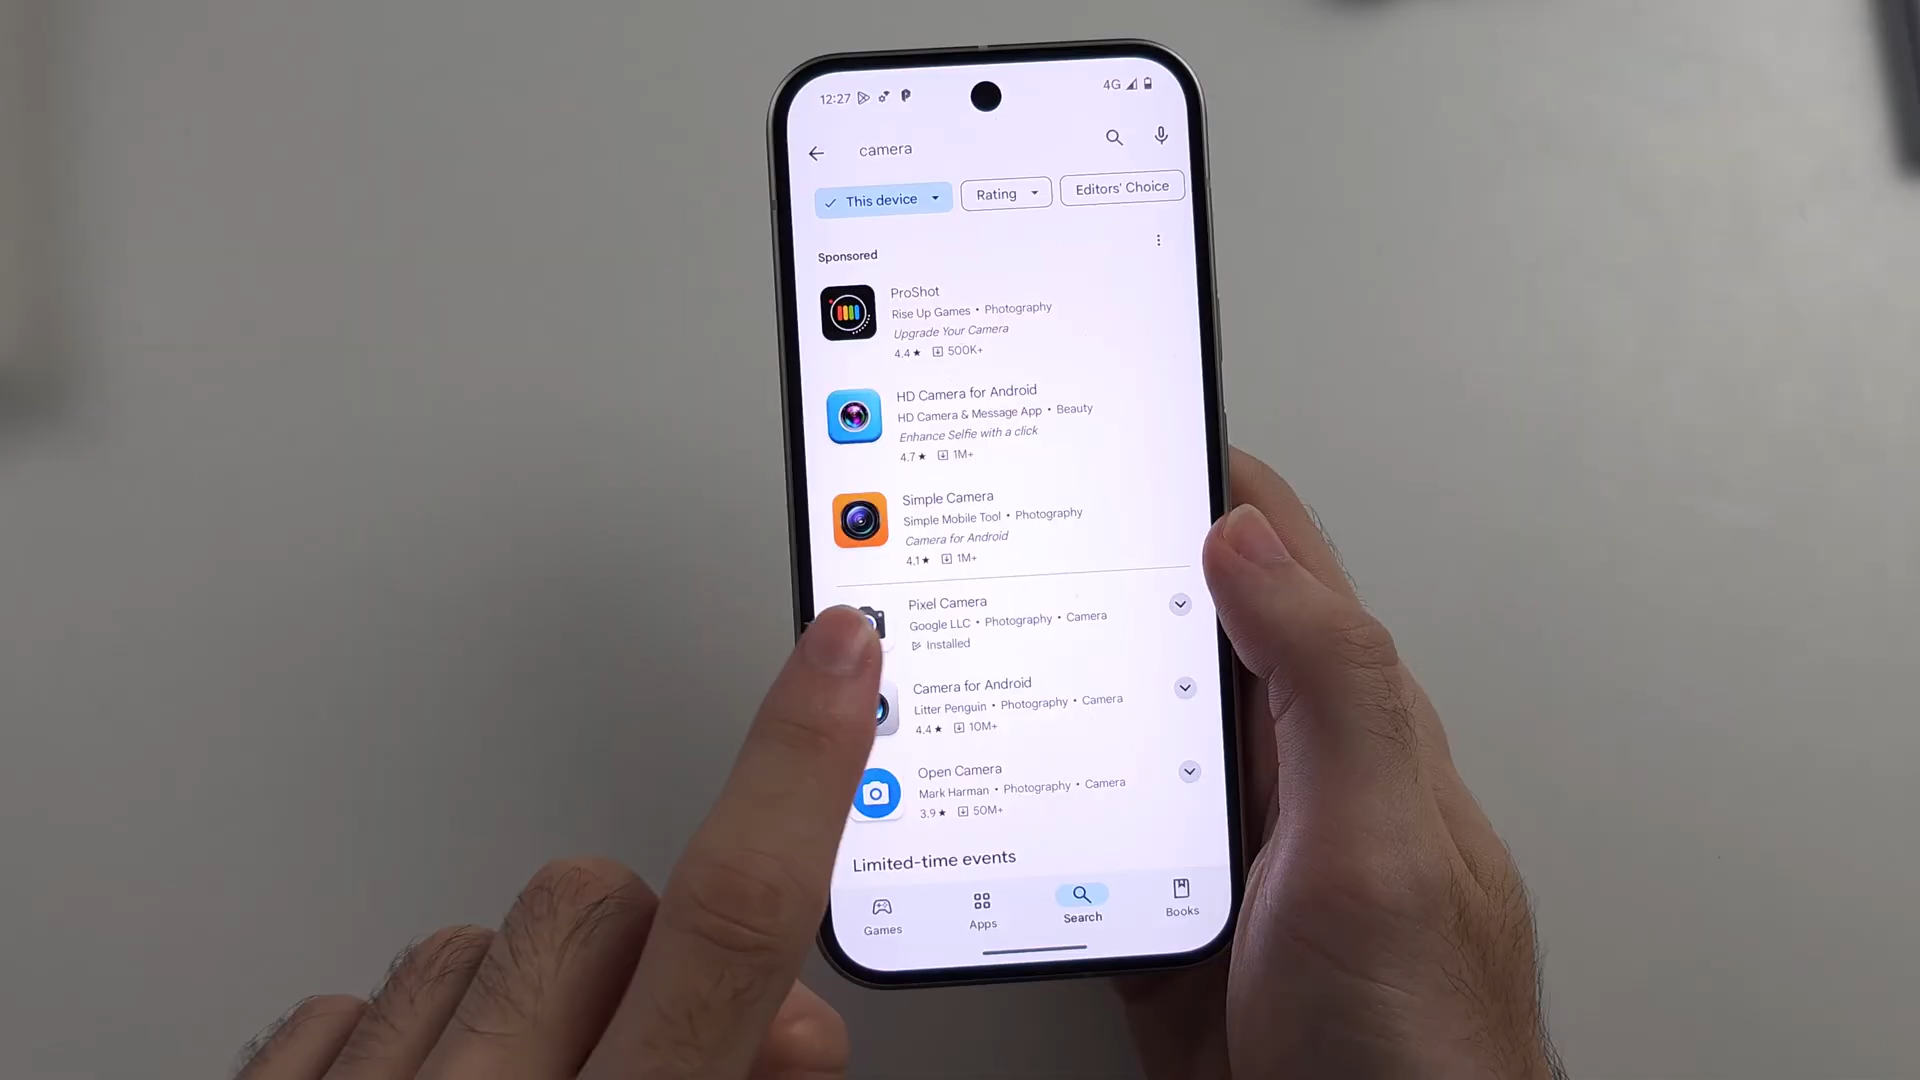 12:27
4G
camera
This device
Rating
Editors' Choice
Sponsored
ProShot
Rise Up Games • Photography
Upgrade Your Camera
4.4★ 500K+
HD Camera for Android
HD Camera & Message App • Beauty
Enhance Selfie with a click
4.7★ 1M+
Simple Camera
Simple Mobile Tool • Photography
Camera for Android
4.1★ 1M+
Pixel Camera
Google LLC • Photography • Camera
Installed
Camera for Android
Litter Penguin • Photography • Camera
4.4★ 10M+
Open Camera
Mark Harman • Photography • Camera
3.9★ 50M+
Limited-time events
Games
Apps
Search
Books